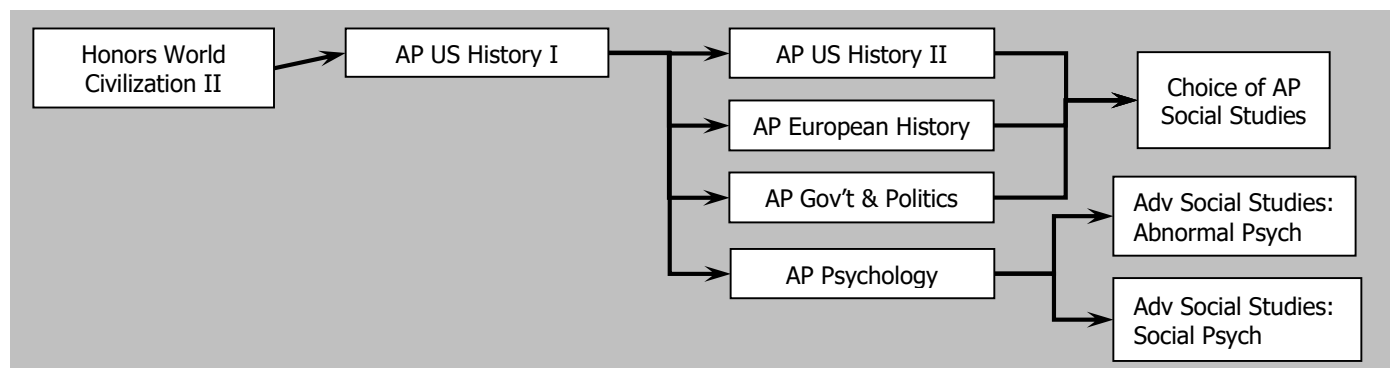 Honors World
Civilization II
AP US History I
AP US History II
AP European History
AP Gov’t & Politics
AP Psychology
Choice of AP
Social Studies
Adv Social Studies:
Abnormal Psych
Adv Social Studies:
Social Psych